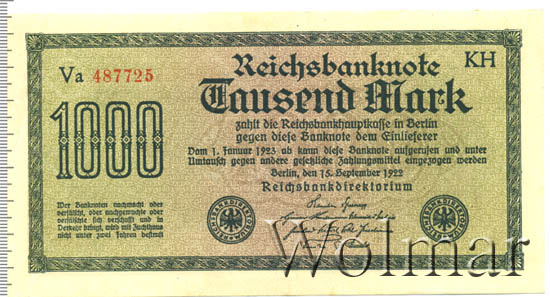 Va 487725
KH
Reichsbanknote
1000
Tausend Mark
zahlt die Reichsbankhauptkasse in Berlin
gegen diese Banknote dem Einlieferer
Vom 1. Januar 1923 ab kann diese Banknote aufgerufen und unter
Umtausch gegen andere gesetzliche Zahlungsmittel eingezogen werden
Berlin, den 15. September 1922
Reichsbankdirektorium
Wer Banknoten nachmacht oder
verfälscht, oder nachgemachte oder
verfälschte sich verschafft und in
Verkehr bringt, wird mit Zuchthaus
nicht unter zwei Jahren bestraft
Wolmar